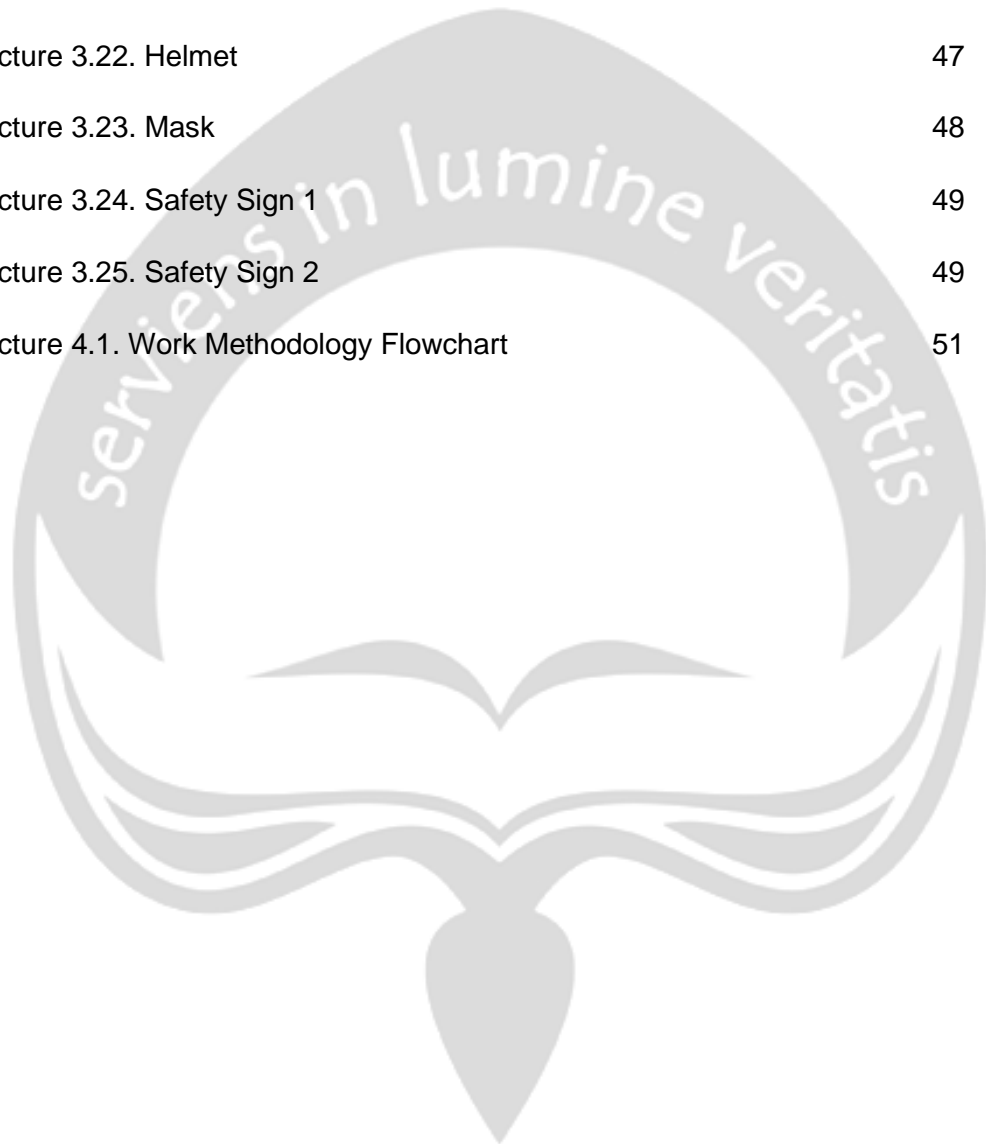 cture 3.22. Helmet 47
cture 3.23. Mask 48
cture 3.24. Safety Sign 1 49
cture 3.25. Safety Sign 2 49
cture 4.1. Work Methodology Flowchart 51
serviens in lumine veritatis